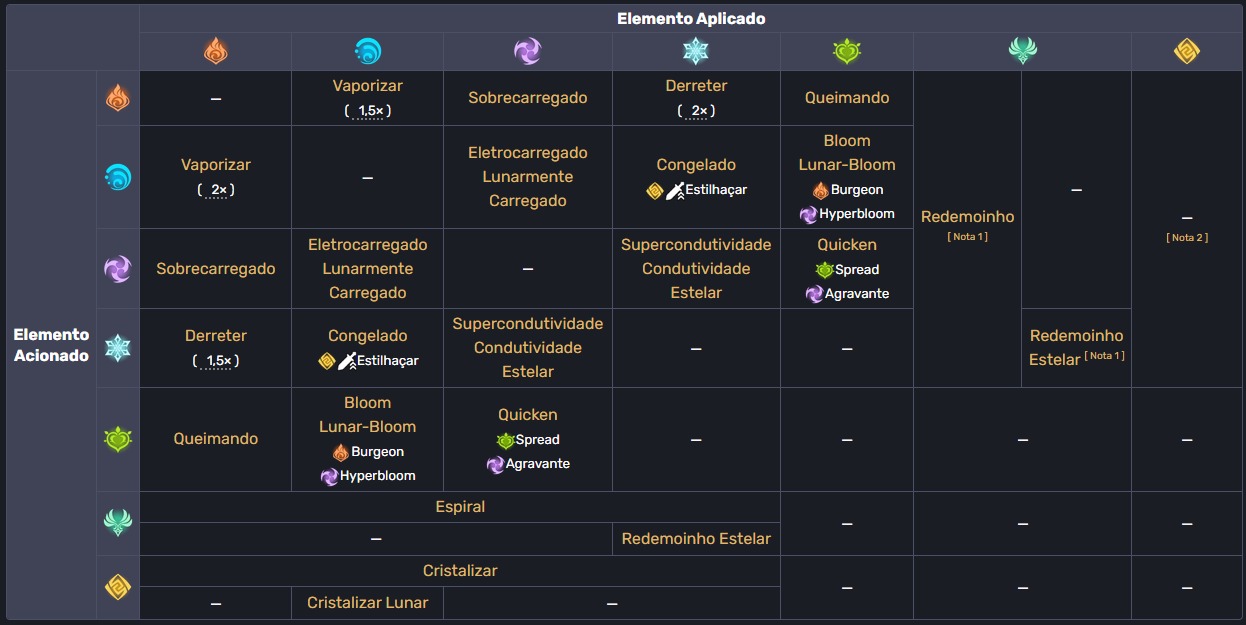 Elemento Aplicado
Elemento
Acionado
–
Vaporizar
( 1,5× )
Sobrecarregado
Derreter
( 2× )
Queimando
Redemoinho
[ Nota 1 ]
–
–
[ Nota 2 ]
Vaporizar
( 2× )
–
Eletrocarregado
Lunarmente
Carregado
Congelado
Estilhaçar
Bloom
Lunar-Bloom
Burgeon
Hyperbloom
Sobrecarregado
Eletrocarregado
Lunarmente
Carregado
–
Supercondutividade
Condutividade
Estelar
Quicken
Spread
Agravante
Derreter
( 1,5× )
Congelado
Estilhaçar
Supercondutividade
Condutividade
Estelar
–
–
Redemoinho
Estelar [ Nota 1 ]
Queimando
Bloom
Lunar-Bloom
Burgeon
Hyperbloom
Quicken
Spread
Agravante
–
–
–
–
Espiral
–
Redemoinho Estelar
–
–
–
Cristalizar
–
Cristalizar Lunar
–
–
–
–